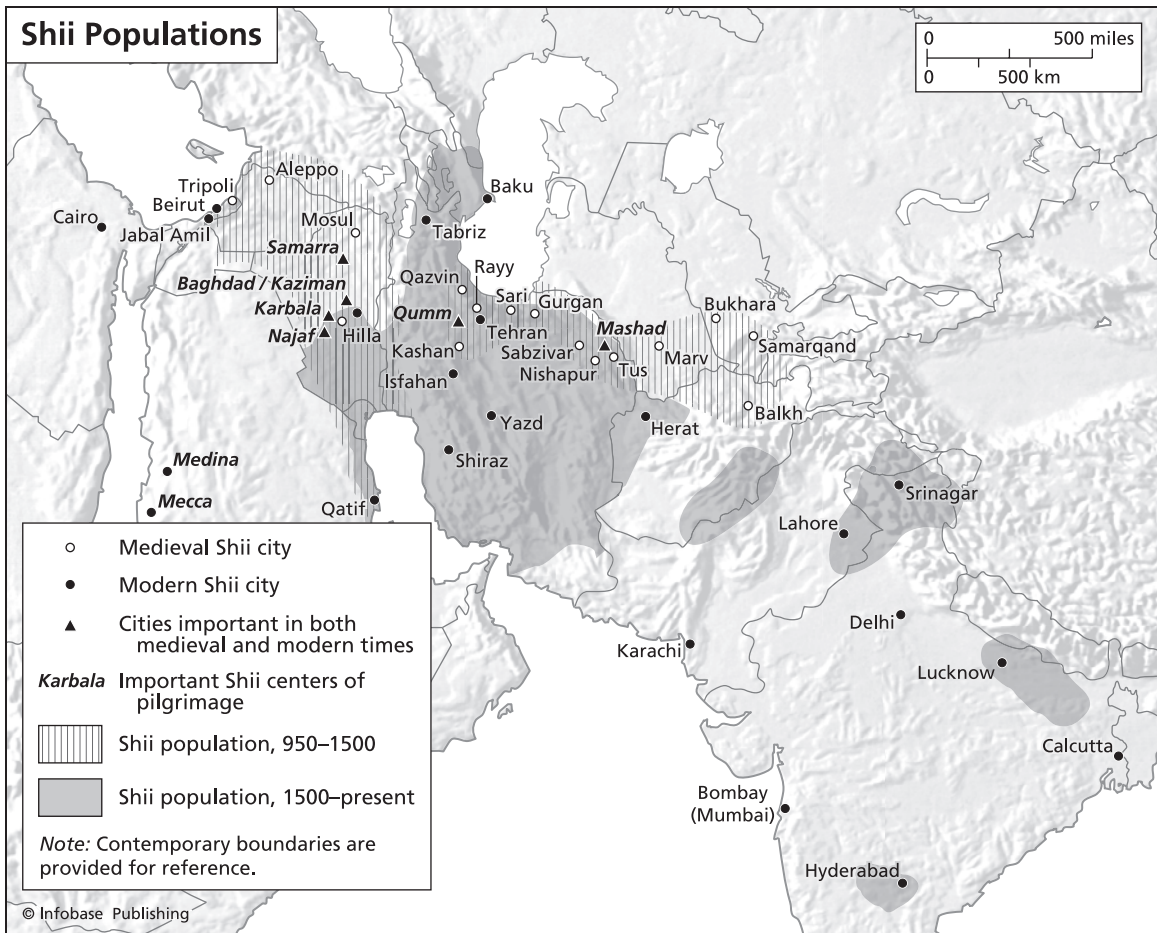 Shii Populations
0 500 miles
0 500 km
Aleppo
Tripoli
Beirut
Baku
Cairo
Mosul
Tabriz
Jabal Amil
Samarra
Rayy
Qazvin
Baghdad / Kaziman
Sari
Gurgan
Bukhara
Karbala
Qumm
Mashad
Najaf
Hilla
Tehran
Samarqand
Kashan
Sabzivar
Marv
Nishapur
Tus
Isfahan
Balkh
Yazd
Herat
Shiraz
Medina
Srinagar
Mecca
Qatif
Lahore
Delhi
Karachi
Lucknow
Calcutta
Bombay
(Mumbai)
Hyderabad
Medieval Shii city
Modern Shii city
Cities important in both
medieval and modern times
Karbala Important Shii centers of
pilgrimage
Shii population, 950–1500
Shii population, 1500–present
Note: Contemporary boundaries are
provided for reference.
© Infobase Publishing